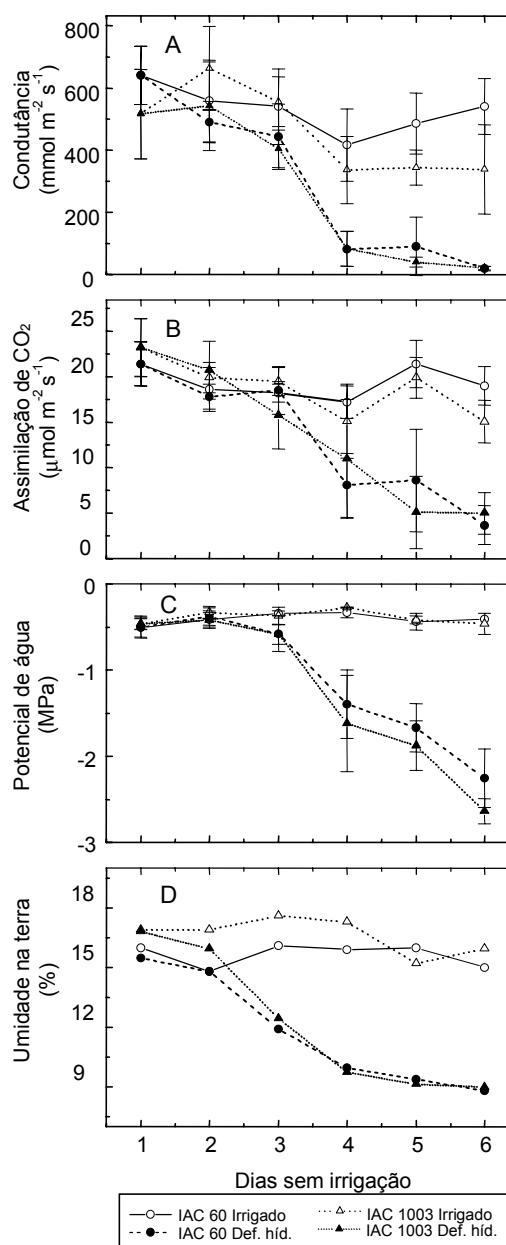 A
Condutância
(mmol m⁻² s⁻¹)
800
600
400
200
0
B
Assimilação de CO₂
(μmol m⁻² s⁻¹)
25
20
15
10
5
0
C
Potencial de água
(MPa)
0
-1
-2
-3
D
Umidade na terra
(%)
18
15
12
9
1 2 3 4 5 6
Dias sem irrigação
IAC 60 Irrigado
IAC 1003 Irrigado
IAC 60 Def. híd.
IAC 1003 Def. híd.